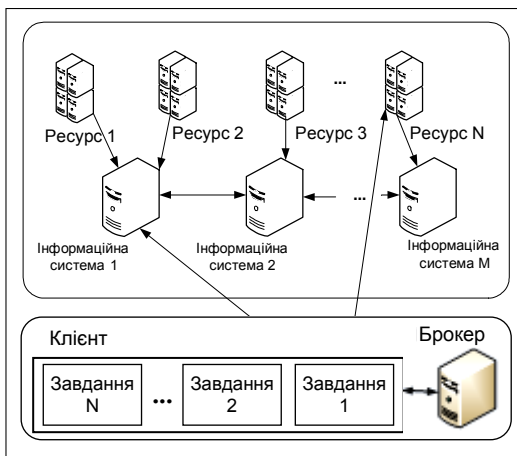 ...
Ресурс 1
Ресурс 2
Ресурс 3
Ресурс N
...
Інформаційна
система 1
Інформаційна
система 2
Інформаційна
система M
Клієнт
Брокер
Завдання
N
...
Завдання
2
Завдання
1